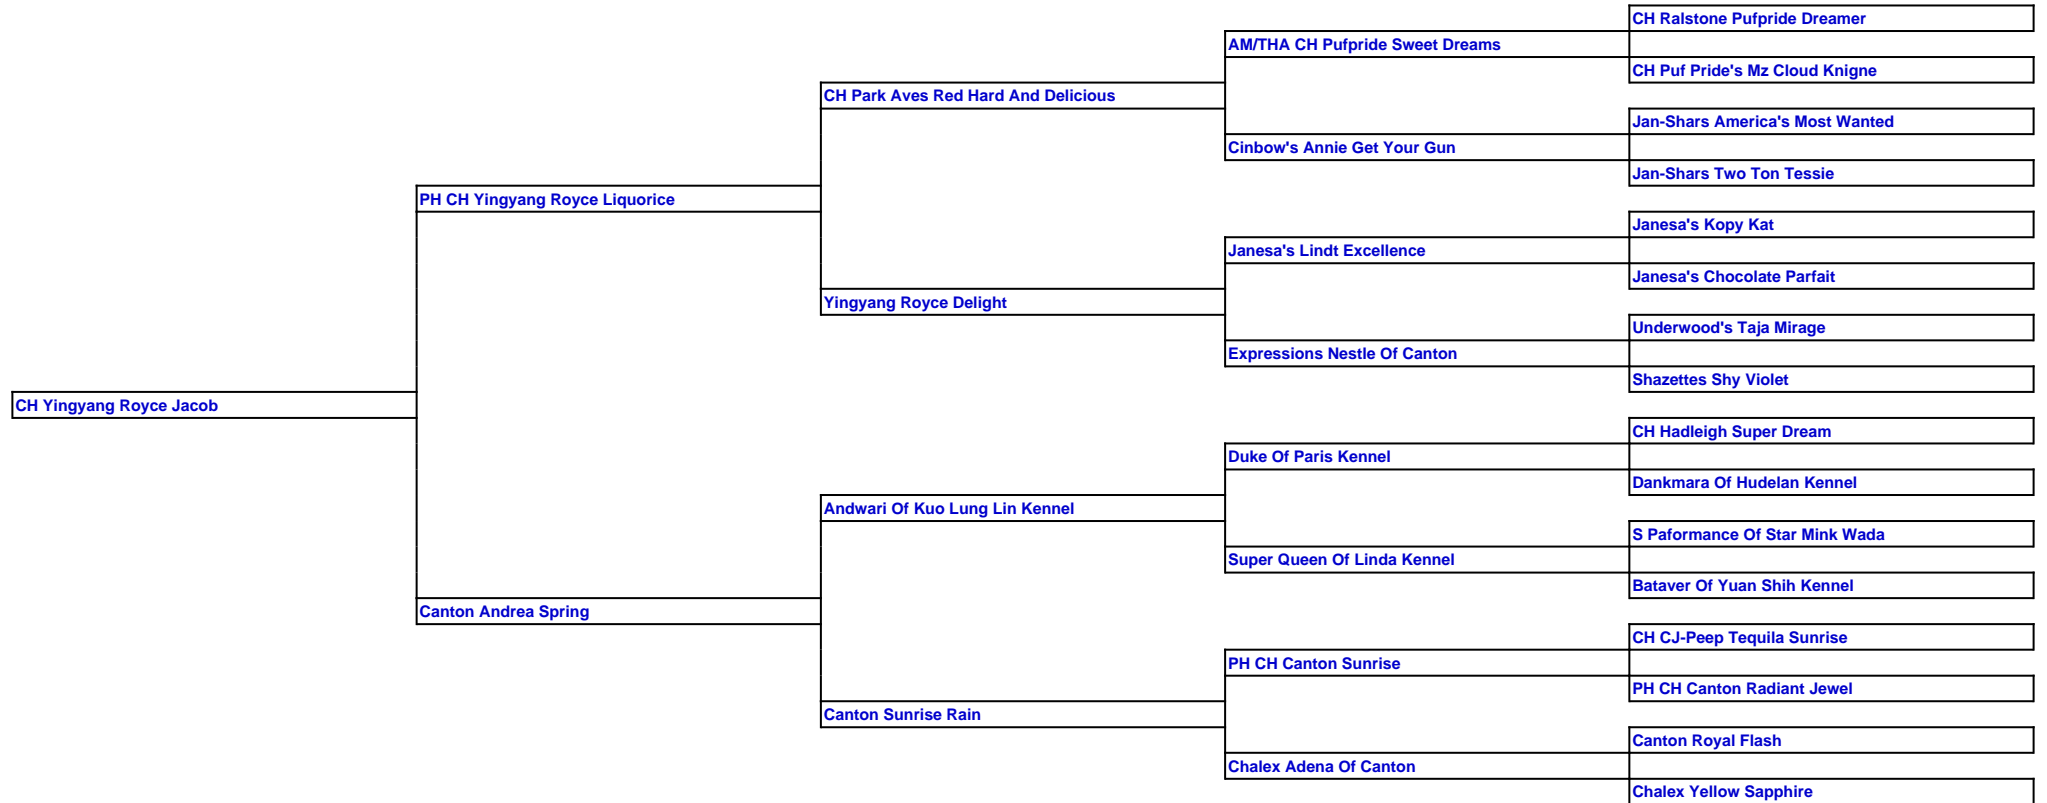 CH Ralstone Pufpride Dreamer
AM/THA CH Pufpride Sweet Dreams
CH Puf Pride's Mz Cloud Knigne
CH Park Aves Red Hard And Delicious
Jan-Shars America's Most Wanted
Cinbow's Annie Get Your Gun
Jan-Shars Two Ton Tessie
PH CH Yingyang Royce Liquorice
Janesa's Kopy Kat
Janesa's Lindt Excellence
Janesa's Chocolate Parfait
Yingyang Royce Delight
Underwood's Taja Mirage
Expressions Nestle Of Canton
Shazettes Shy Violet
CH Yingyang Royce Jacob
CH Hadleigh Super Dream
Duke Of Paris Kennel
Dankmara Of Hudelan Kennel
Andwari Of Kuo Lung Lin Kennel
S Paformance Of Star Mink Wada
Super Queen Of Linda Kennel
Bataver Of Yuan Shih Kennel
Canton Andrea Spring
CH CJ-Peep Tequila Sunrise
PH CH Canton Sunrise
PH CH Canton Radiant Jewel
Canton Sunrise Rain
Canton Royal Flash
Chalex Adena Of Canton
Chalex Yellow Sapphire